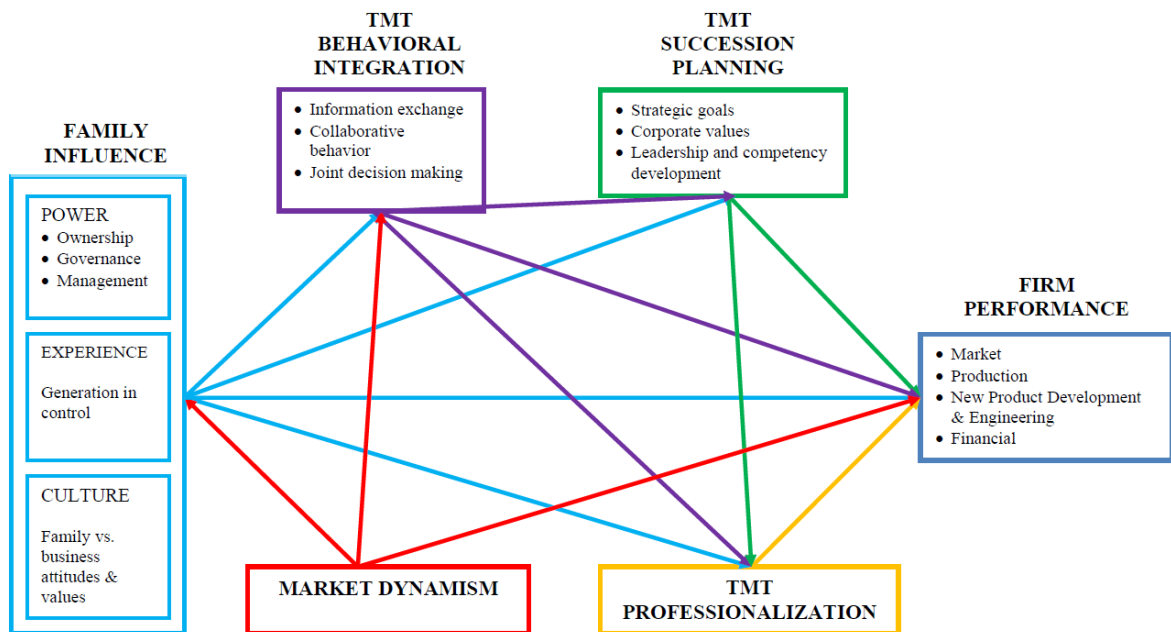 FAMILY
INFLUENCE
POWER
• Ownership
• Governance
• Management
EXPERIENCE
Generation in
control
CULTURE
Family vs.
business
attitudes &
values
TMT
BEHAVIORAL
INTEGRATION
• Information exchange
• Collaborative
behavior
• Joint decision making
TMT
SUCCESSION
PLANNING
• Strategic goals
• Corporate values
• Leadership and competency
development
FIRM
PERFORMANCE
• Market
• Production
• New Product Development
& Engineering
• Financial
MARKET DYNAMISM
TMT
PROFESSIONALIZATION